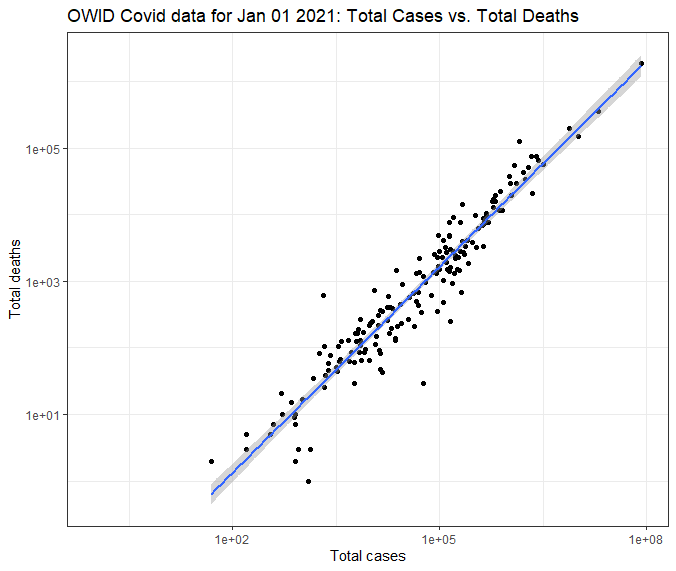 OWID Covid data for Jan 01 2021: Total Cases vs. Total Deaths
1e+05
1e+03
1e+01
Total deaths
1e+02
1e+05
1e+08
Total cases